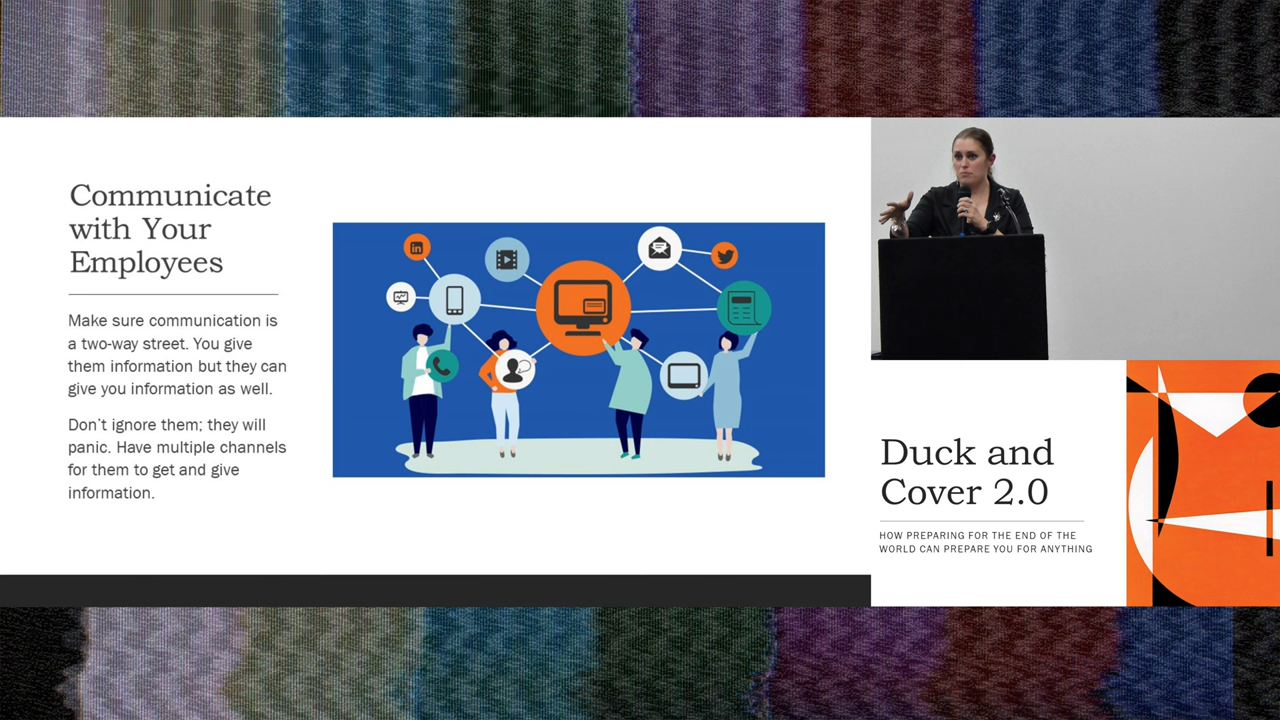 Communicate
with Your
Employees
Make sure communication is
a two-way street. You give
them information but they can
give you information as well.
Don’t ignore them; they will
panic. Have multiple channels
for them to get and give
information.
in
Duck and
Cover 2.0
HOW PREPARING FOR THE END OF THE
WORLD CAN PREPARE YOU FOR ANYTHING